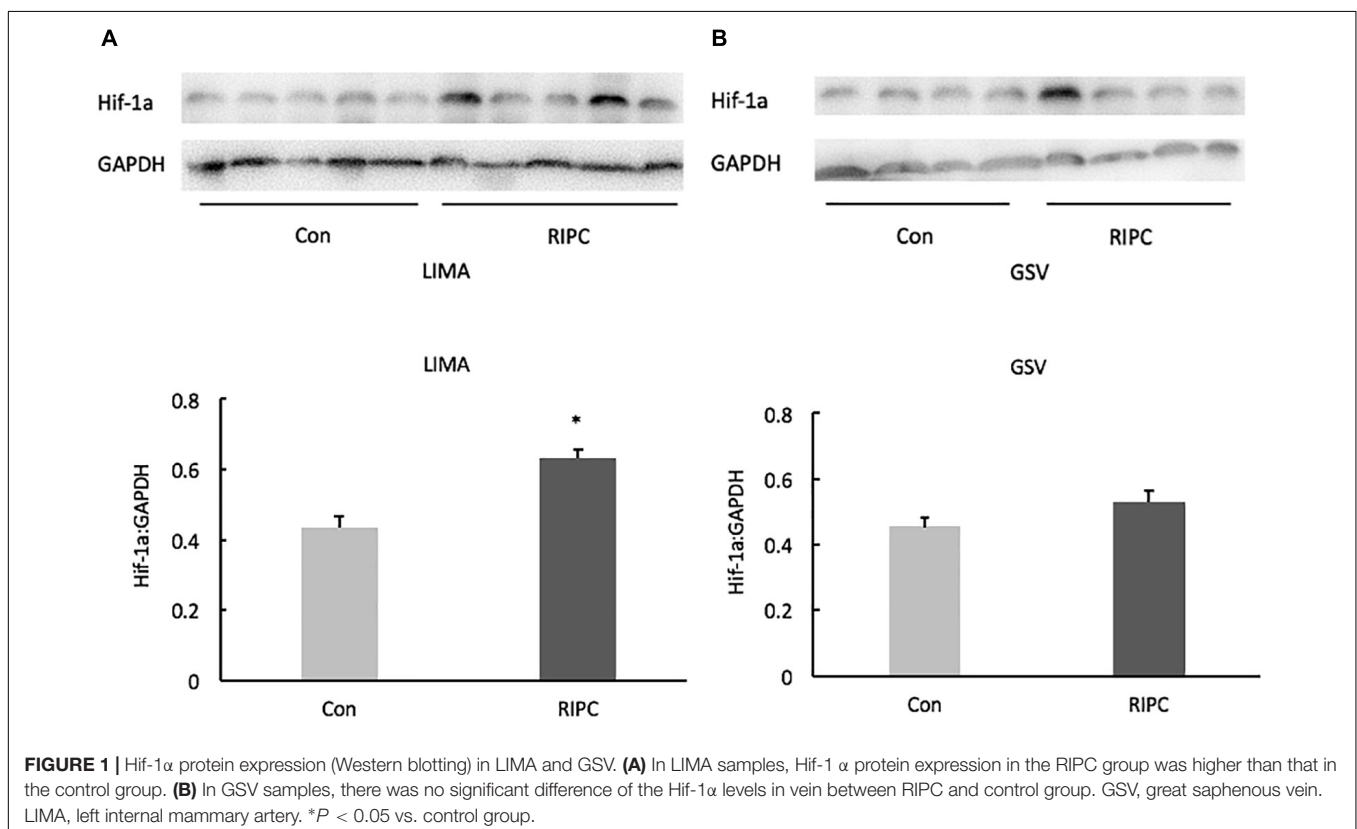 A
Hif-1a
GAPDH
Con RIPC
LIMA
B
Hif-1a
GAPDH
Con RIPC
GSV
LIMA
0.8
0.6
0.4
0.2
0
Hif-1a:GAPDH
*
Con RIPC
GSV
0.8
0.6
0.4
0.2
0
Hif-1a:GAPDH
Con RIPC
FIGURE 1 | Hif-1α protein expression (Western blotting) in LIMA and GSV. (A) In LIMA samples, Hif-1 α protein expression in the RIPC group was higher than that in
the control group. (B) In GSV samples, there was no significant difference of the Hif-1α levels in vein between RIPC and control group. GSV, great saphenous vein.
LIMA, left internal mammary artery. *P < 0.05 vs. control group.